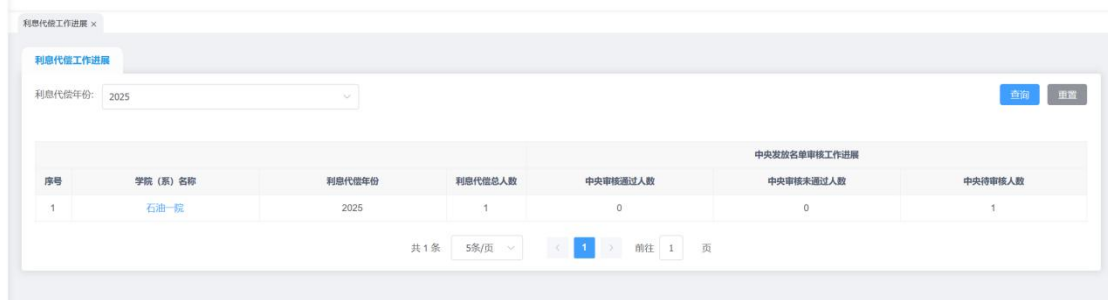 利息代偿工作进展 ×
利息代偿工作进展
利息代偿年份: 2025 查询 重置
中央发放名单审核工作进展
序号 学院（系）名称 利息代偿年份 利息代偿总人数 中央审核通过人数 中央审核未通过人数 中央待审核人数
1 石油一院 2025 1 0 0 1
共 1 条 5条/页 < 1 > 前往 1 页